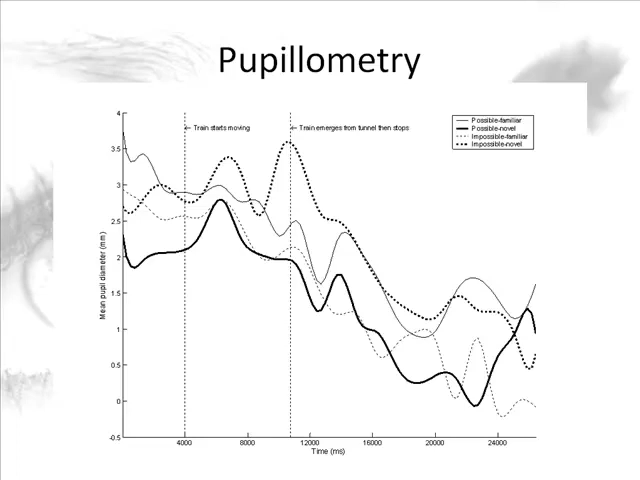 Pupillometry
← Train starts moving
← Train emerges from tunnel then stops
Possible-familiar
Possible-novel
Impossible-familiar
Impossible-novel
4
3.5
3
2.5
2
1.5
1
0.5
0
-0.5
Mean pupil diameter (mm)
4000 8000 12000 16000 20000 24000
Time (ms)